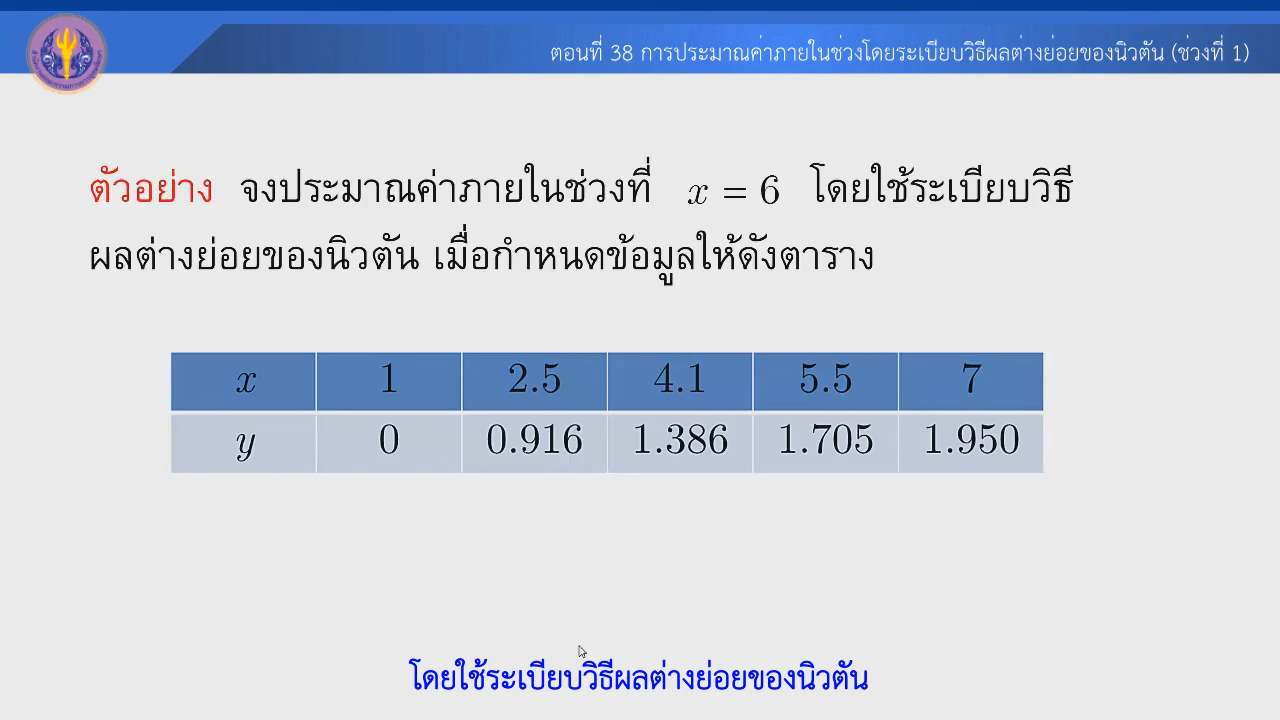 ตอนที่ 38 การประมาณค่าภายในช่วงโดยระเบียบวิธีผลต่างย่อยของนิวตัน (ช่วงที่ 1)
ตัวอย่าง จงประมาณค่าภายในช่วงที่ x = 6 โดยใช้ระเบียบวิธี
ผลต่างย่อยของนิวตัน เมื่อกำหนดข้อมูลให้ดังตาราง
x 1 2.5 4.1 5.5 7
y 0 0.916 1.386 1.705 1.950
โดยใช้ระเบียบวิธีผลต่างย่อยของนิวตัน